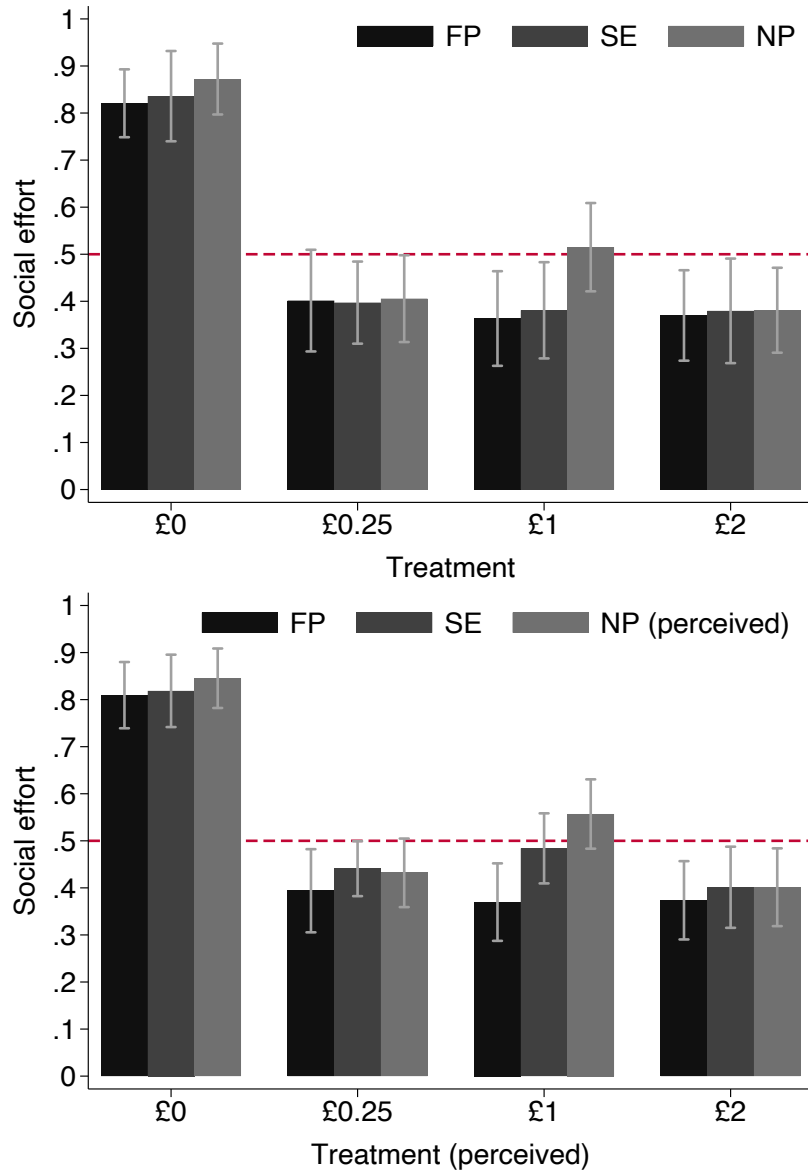 1
FP SE NP
.9
.8
.7
.6
.5
.4
.3
.2
.1
0
Social effort
£0 £0.25 £1 £2
Treatment
1
FP SE NP (perceived)
.9
.8
.7
.6
.5
.4
.3
.2
.1
0
Social effort
£0 £0.25 £1 £2
Treatment (perceived)